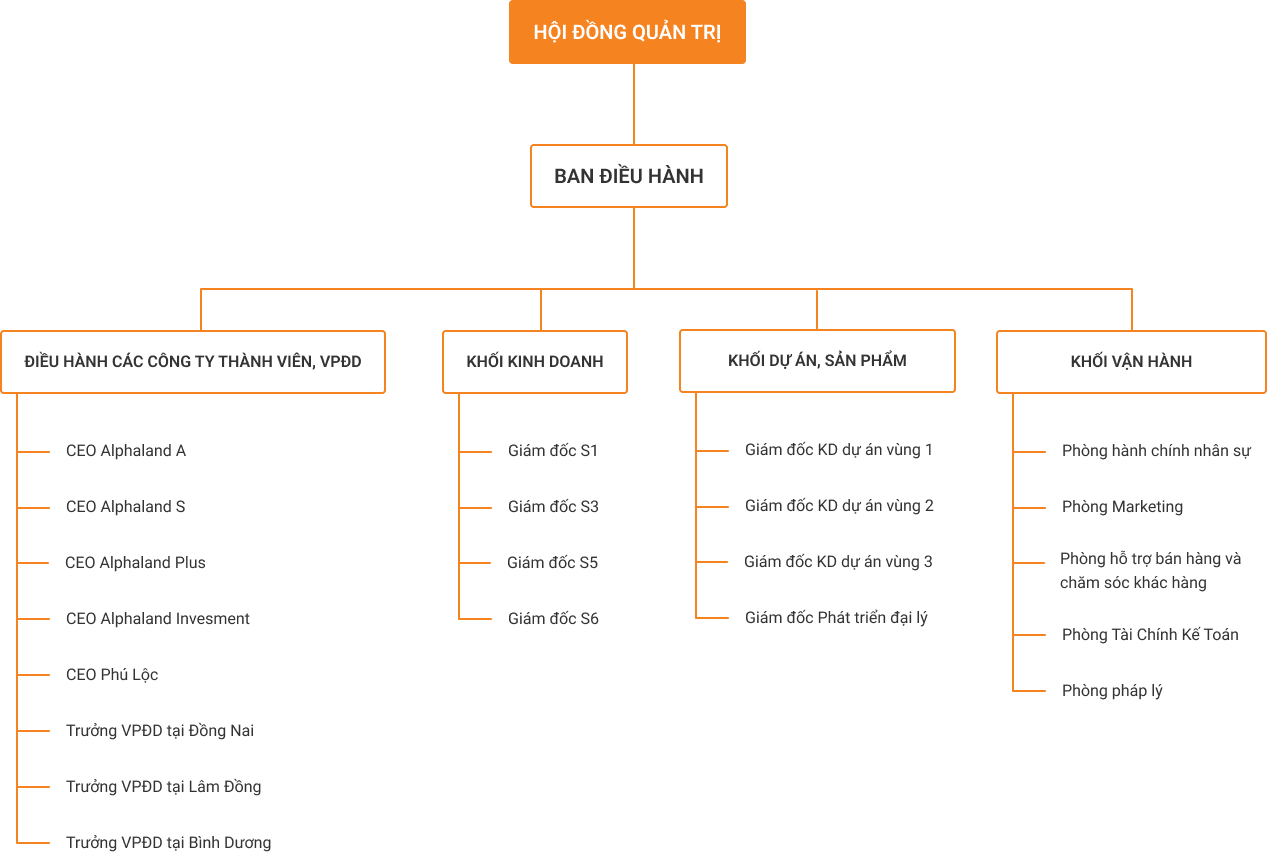 HỘI ĐỒNG QUẢN TRỊ
BAN ĐIỀU HÀNH
ĐIỀU HÀNH CÁC CÔNG TY THÀNH VIÊN, VPĐD
CEO Alphaland A
CEO Alphaland S
CEO Alphaland Plus
CEO Alphaland Invesment
CEO Phú Lộc
Trưởng VPĐD tại Đồng Nai
Trưởng VPĐD tại Lâm Đồng
Trưởng VPĐD tại Bình Dương
KHỐI KINH DOANH
Giám đốc S1
Giám đốc S3
Giám đốc S5
Giám đốc S6
KHỐI DỰ ÁN, SẢN PHẨM
Giám đốc KD dự án vùng 1
Giám đốc KD dự án vùng 2
Giám đốc KD dự án vùng 3
Giám đốc Phát triển đại lý
KHỐI VẬN HÀNH
Phòng hành chính nhân sự
Phòng Marketing
Phòng hỗ trợ bán hàng và
chăm sóc khác hàng
Phòng Tài Chính Kế Toán
Phòng pháp lý